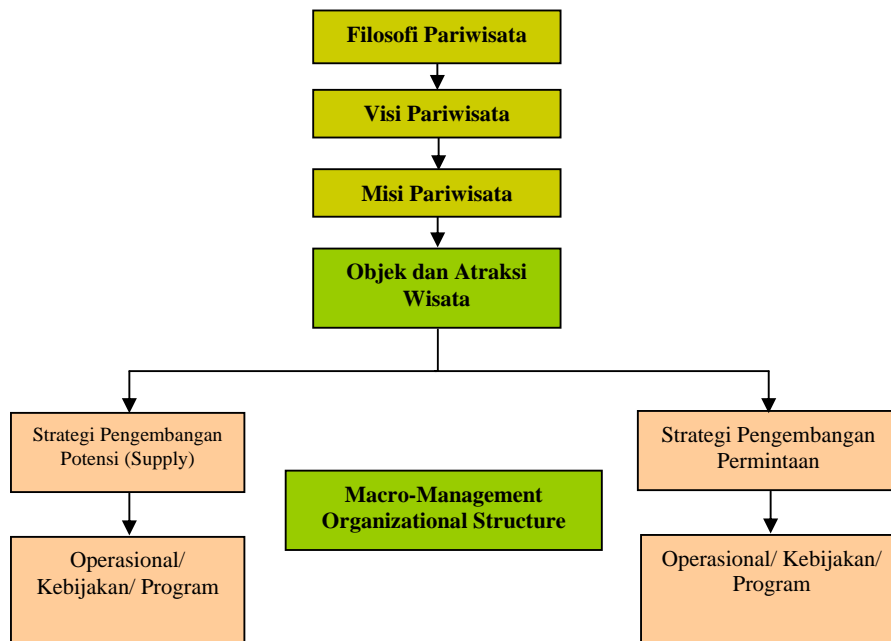 Filosofi Pariwisata
Visi Pariwisata
Misi Pariwisata
Objek dan Atraksi
Wisata
Strategi Pengembangan
Potensi (Supply)
Strategi Pengembangan
Permintaan
Macro-Management
Organizational Structure
Operasional/
Kebijakan/ Program
Operasional/ Kebijakan/
Program